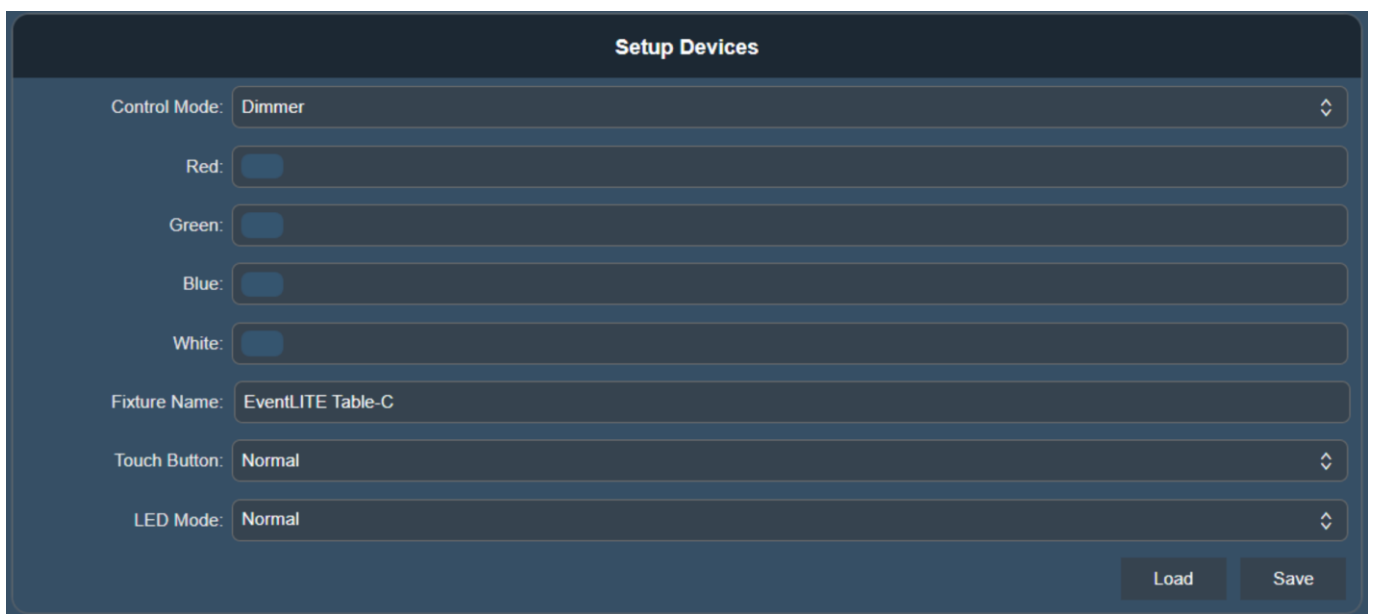 Setup Devices
Control Mode: Dimmer
Red:
Green:
Blue:
White:
Fixture Name: EventLITE Table-C
Touch Button: Normal
LED Mode: Normal
Load Save